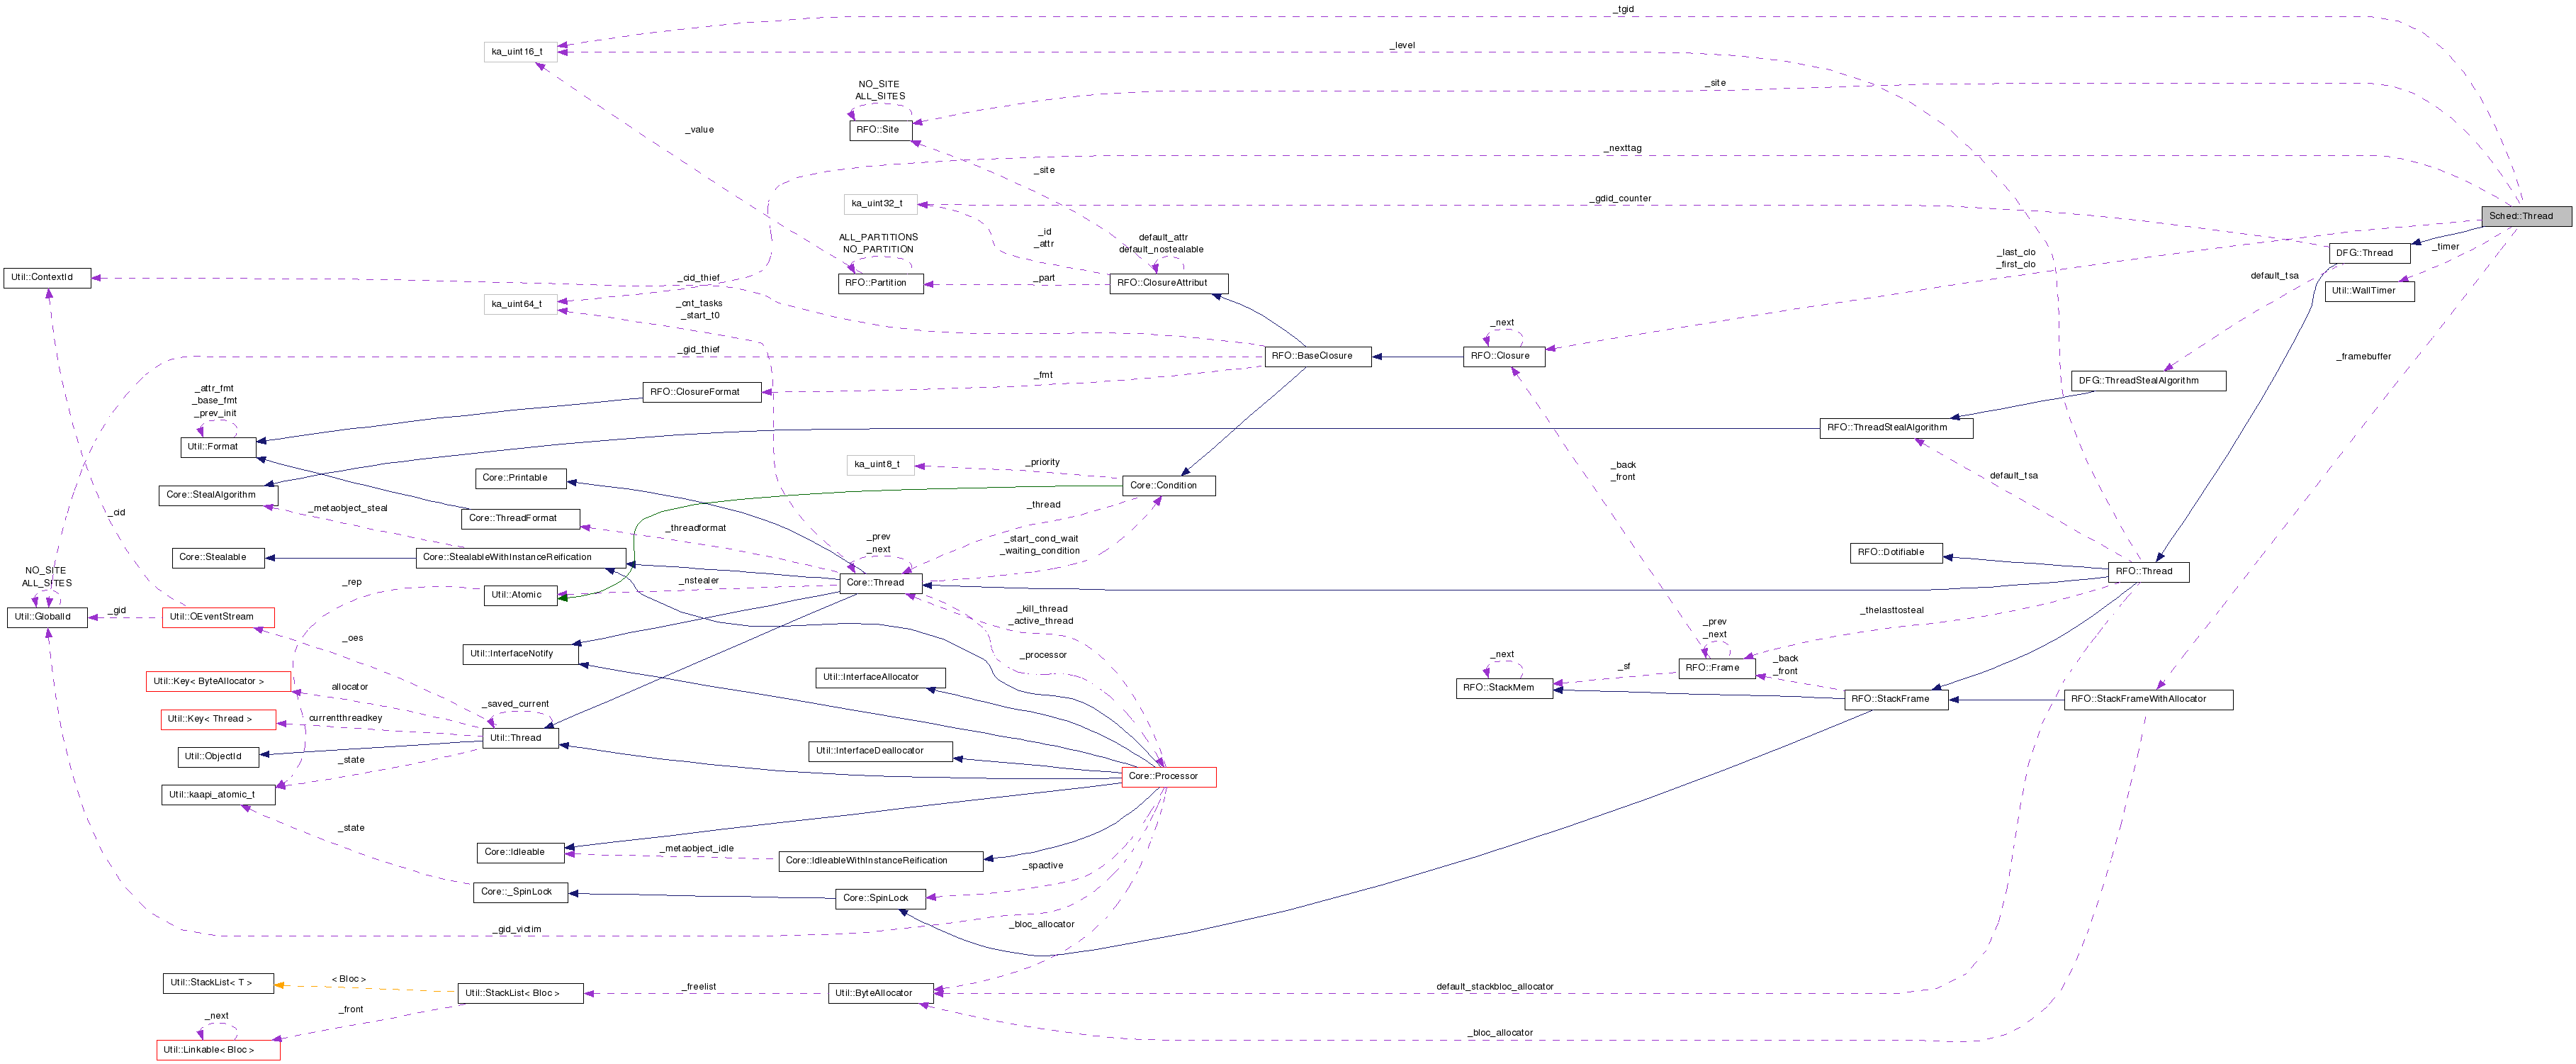 _tgid
_level
ka_uint16_t
_site
NO_SITE
ALL_SITES
RFO::Site
_value
_nexttag
_site
_gdid_counter
ka_uint32_t
Sched::Thread
_id
_attr
ALL_PARTITIONS
NO_PARTITION
default_attr
default_nostealable
_last_clo
_first_clo
_timer
DFG::Thread
Util::ContextId
_cid_thief
RFO::Partition
_part
RFO::ClosureAttribut
default_tsa
Util::WallTimer
ka_uint64_t
_cnt_tasks
_start_t0
_next
_gid_thief
RFO::BaseClosure
RFO::Closure
_framebuffer
_fmt
DFG::ThreadStealAlgorithm
_attr_fmt
_base_fmt
_prev_init
RFO::ClosureFormat
RFO::ThreadStealAlgorithm
Util::Format
ka_uint8_t
_priority
_back
_front
default_tsa
Core::Printable
Core::Condition
Core::StealAlgorithm
_metaobject_steal
_thread
_cid
Core::ThreadFormat
_threadformat
_prev
_next
_start_cond_wait
_waiting_condition
Core::Stealable
Core::StealableWithInstanceReification
RFO::Dotifiable
NO_SITE
ALL_SITES
_rep
_nstealer
Core::Thread
RFO::Thread
Util::Atomic
_gid
Util::GlobalId
Util::OEventStream
_kill_thread
_active_thread
_thelasttosteal
_prev
_next
_oes
Util::InterfaceNotify
_processor
_next
_sf
RFO::Frame
_back
_front
Util::Key< ByteAllocator >
allocator
Util::InterfaceAllocator
RFO::StackMem
RFO::StackFrame
RFO::StackFrameWithAllocator
_saved_current
Util::Key< Thread >
currentthreadkey
Util::Thread
Util::ObjectId
Util::InterfaceDeallocator
_state
Core::Processor
Util::kaapi_atomic_t
_state
Core::Idleable
_metaobject_idle
Core::IdleableWithInstanceReification
_spactive
Core::_SpinLock
Core::SpinLock
_gid_victim
_bloc_allocator
Util::StackList< T >
< Bloc >
Util::StackList< Bloc >
_freelist
Util::ByteAllocator
default_stackbloc_allocator
_front
_next
_bloc_allocator
Util::Linkable< Bloc >